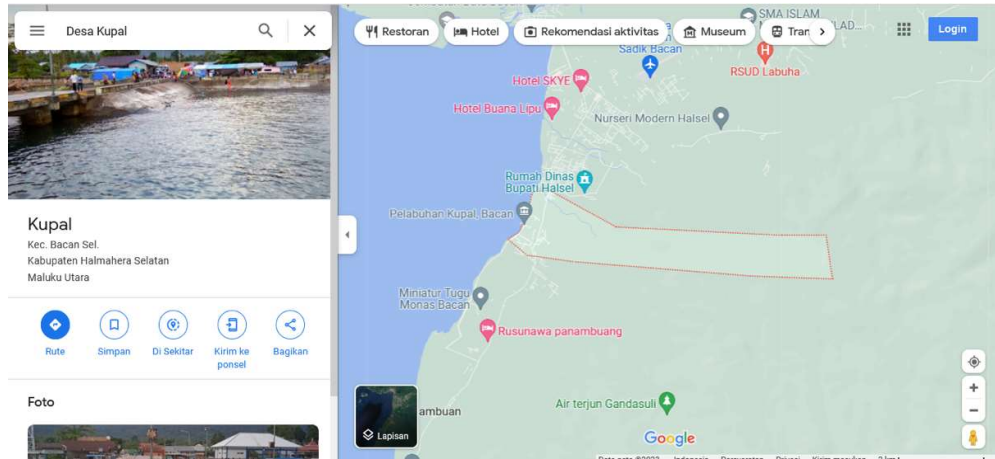 Desa Kupal
Kupal
Kec. Bacan Sel.
Kabupaten Halmahera Selatan
Maluku Utara
Rute
Simpan
Di Sekitar
Kirim ke
ponsel
Bagikan
Foto
Restoran
Hotel
Rekomendasi aktivitas
Museum
Tran
Login
SMA ISLAM
LAD...
Sadik Bacan
RSUD Labuha
Hotel SKYE
Hotel Buana Lipu
Nurseri Modern Halsel
Rumah Dinas
Bupati Halsel
Pelabuhan Kupal, Bacan
Miniatur Tugu
Monas Bacan
Rusunawa panambuang
Air terjun Gandasuli
ambuan
Lapisan
Google